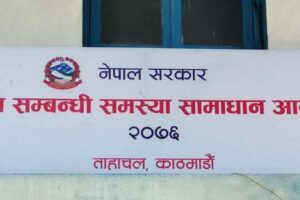 नेपाल सरकार
सम्बन्धी समस्या सामाधान
२०७६
ताहाचल, काठमाडौं